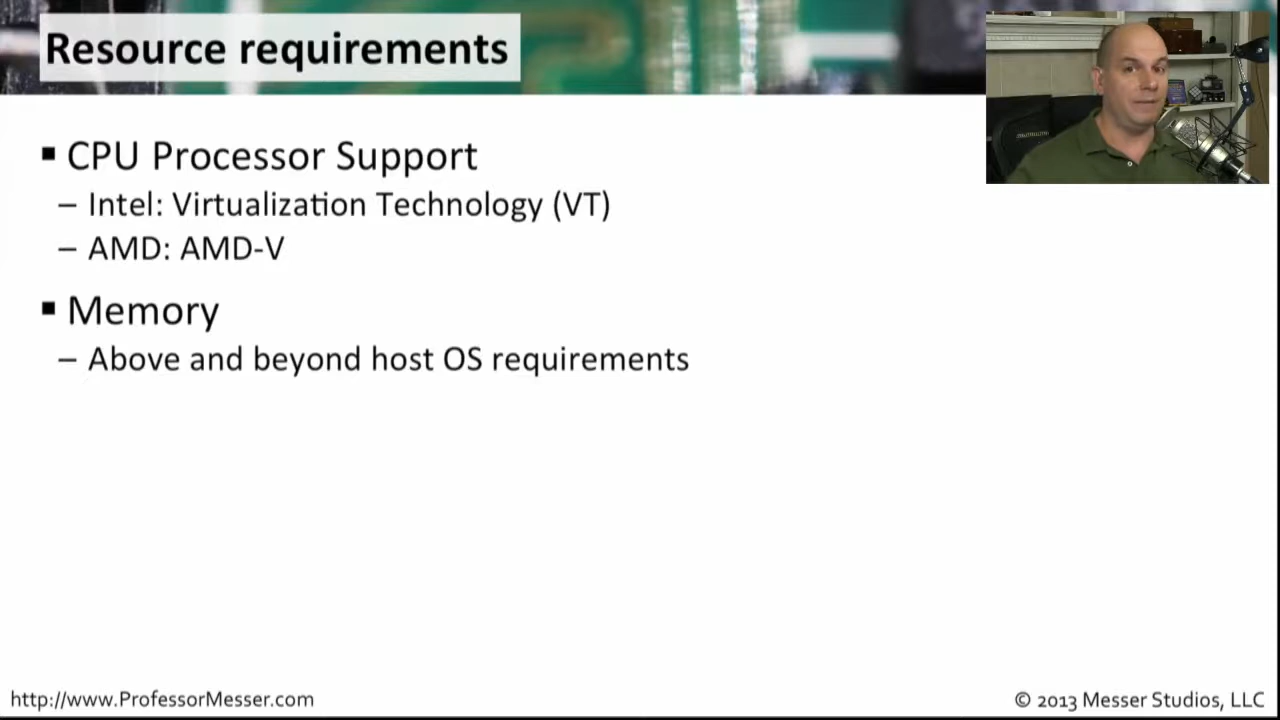 Resource requirements
▪ CPU Processor Support
– Intel: Virtualization Technology (VT)
– AMD: AMD-V
▪ Memory
– Above and beyond host OS requirements
http://www.ProfessorMesser.com
© 2013 Messer Studios, LLC